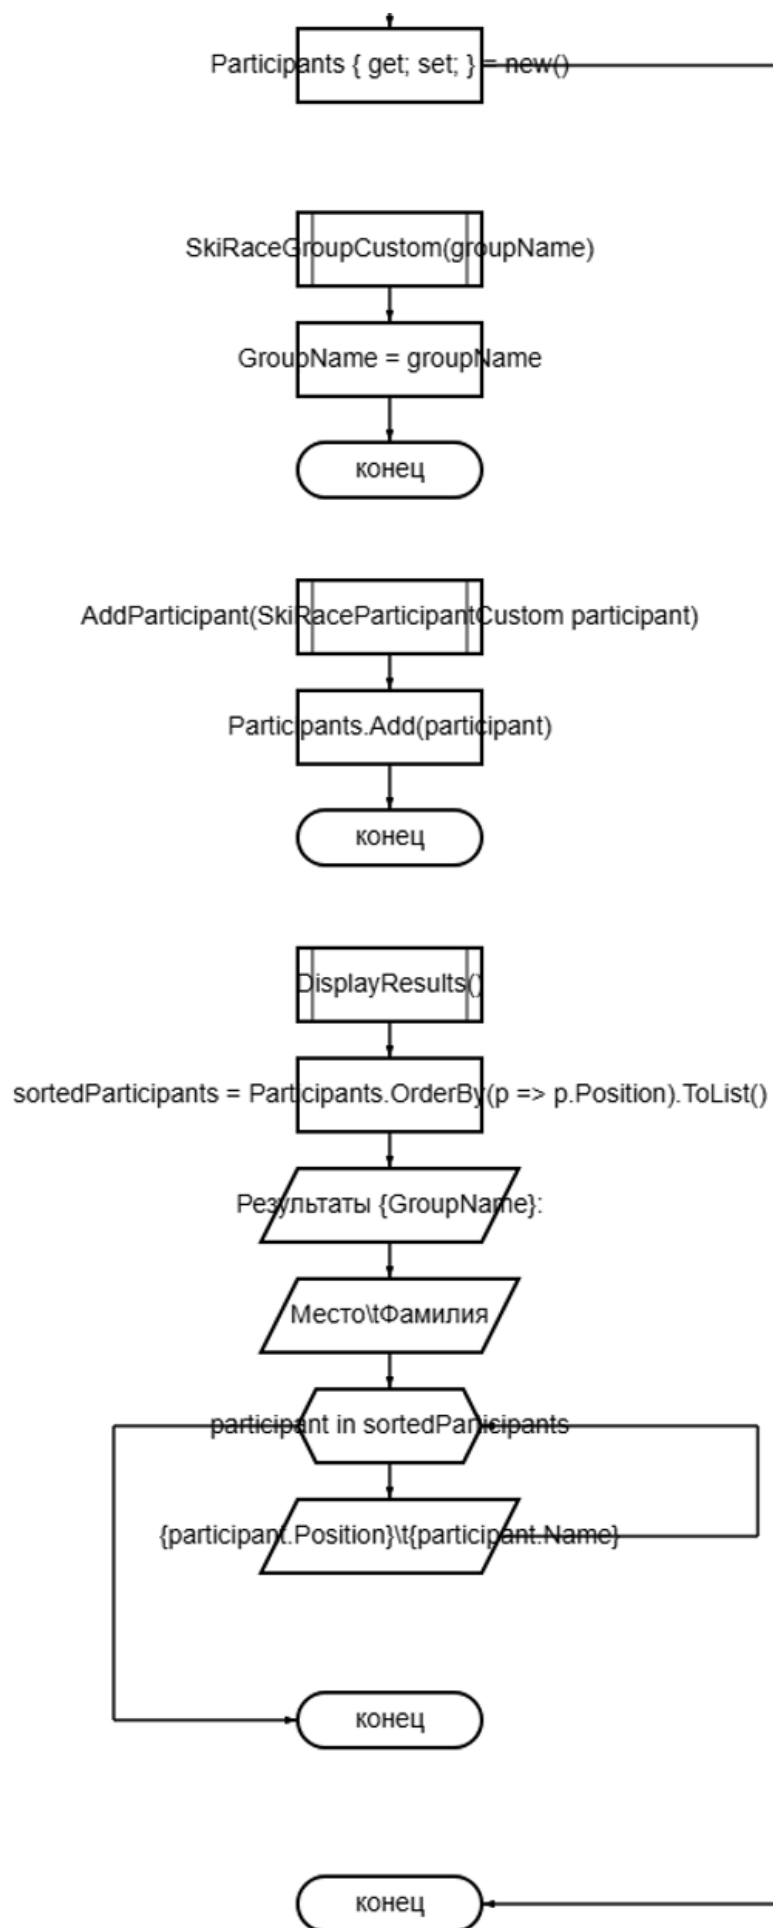 Participants { get; set; } = new()
SkiRaceGroupCustom(groupName)
GroupName = groupName
конец
AddParticipant(SkiRaceParticipantCustom participant)
Participants.Add(participant)
конец
DisplayResults()
sortedParticipants = Participants.OrderBy(p => p.Position).ToList()
Результаты {GroupName}:
Место\tФамилия
participant in sortedParticipants
{participant.Position}\t{participant.Name}
конец
конец